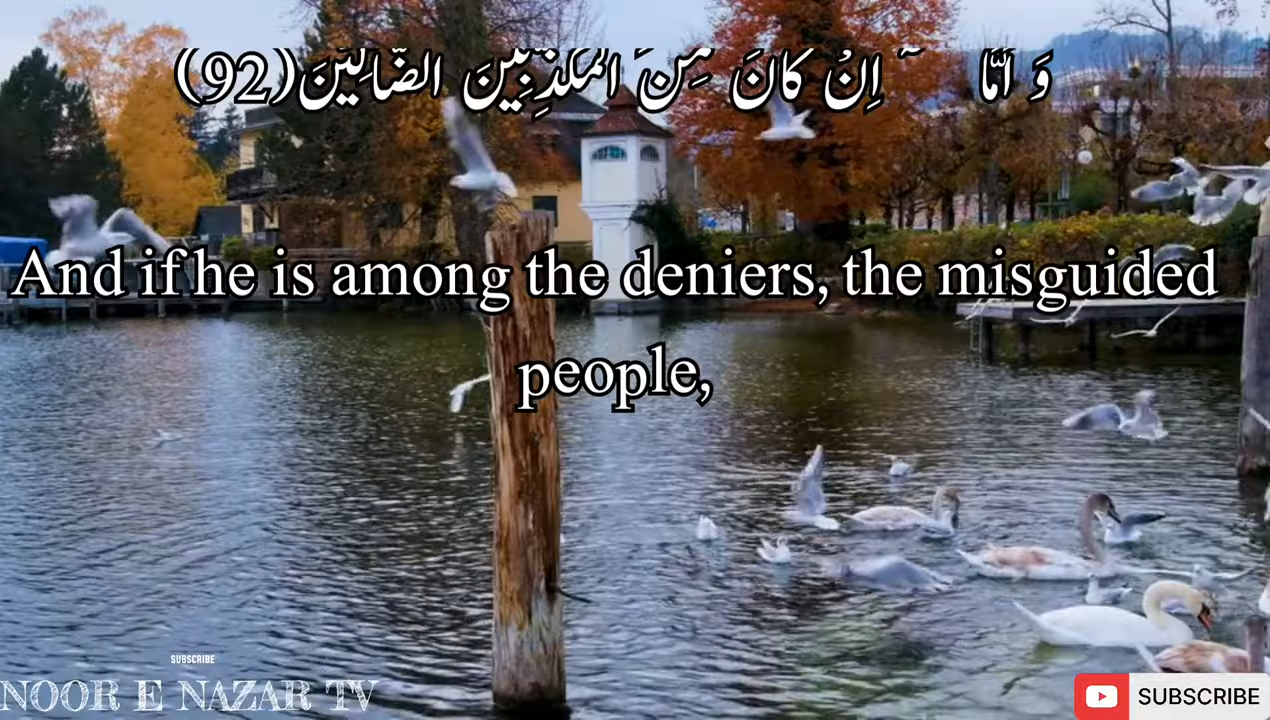 وَ اَمَّاۤ اِنْ كَانَ مِنَ الْمُكَذِّبِیْنَ الضَّآلِّیْنَ(92)
And if he is among the deniers, the misguided
people,
SUBSCRIBE
NOOR E NAZAR TV
SUBSCRIBE